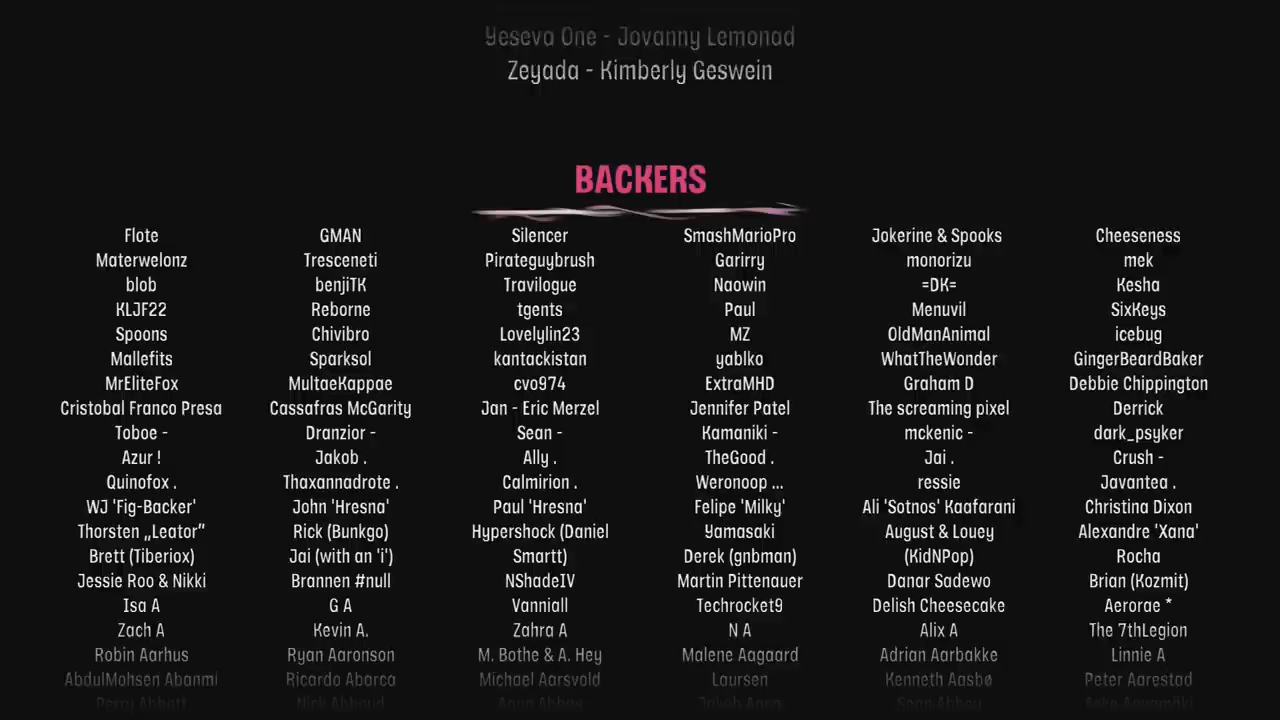 Yeseva One - Jovanny Lemonad
Zeyada - Kimberly Geswein
BACKERS
Flote GMAN Silencer SmashMarioPro Jokerine & Spooks Cheeseness
Materwelonz Tresceneti Pirateguybrush Garirry monorizu mek
blob benjiTK Travilogue Naowin =DK= Kesha
KLJF22 Reborne tgents Paul Menuvil SixKeys
Spoons Chivibro Lovelylin23 MZ OldManAnimal icebug
Mallefits Sparksol kantackistan yablko WhatTheWonder GingerBeardBaker
MrEliteFox MultaeKappae cvo974 ExtraMHD Graham D Debbie Chippington
Cristobal Franco Presa Cassafras McGarity Jan - Eric Merzel Jennifer Patel The screaming pixel Derrick
Toboe - Dranzior - Sean - Kamaniki - mckenic - dark_psyker
Azur ! Jakob . Ally . TheGood . Jai . Crush -
Quinofox . Thaxannadrote . Calmirion . Weronoop ... ressie Javantea .
WJ 'Fig-Backer' John 'Hresna' Paul 'Hresna' Felipe 'Milky' Ali 'Sotnos' Kaafarani Christina Dixon
Thorsten „Leator” Rick (Bunkgo) Hypershock (Daniel Yamasaki August & Louey Alexandre 'Xana'
Brett (Tiberiox) Jai (with an 'i') Smartt) Derek (gnbman) (KidNPop) Rocha
Jessie Roo & Nikki Brannen #null NShadeIV Martin Pittenauer Danar Sadewo Brian (Kozmit)
Isa A G A Vanniall Techrocket9 Delish Cheesecake Aerorae *
Zach A Kevin A. Zahra A N A Alix A The 7thLegion
Robin Aarhus Ryan Aaronson M. Bothe & A. Hey Malene Aagaard Adrian Aarbakke Linnie A
AbdulMohsen Abanmi Ricardo Abarca Michael Aarsvold Laursen Kenneth Aasbø Peter Aarestad
Perry Abbott Nick Abboud Sean Abbey